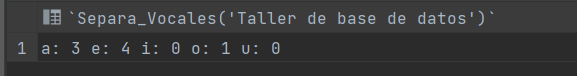 `Separa_Vocales('Taller de base de datos')`
1 a: 3 e: 4 i: 0 o: 1 u: 0